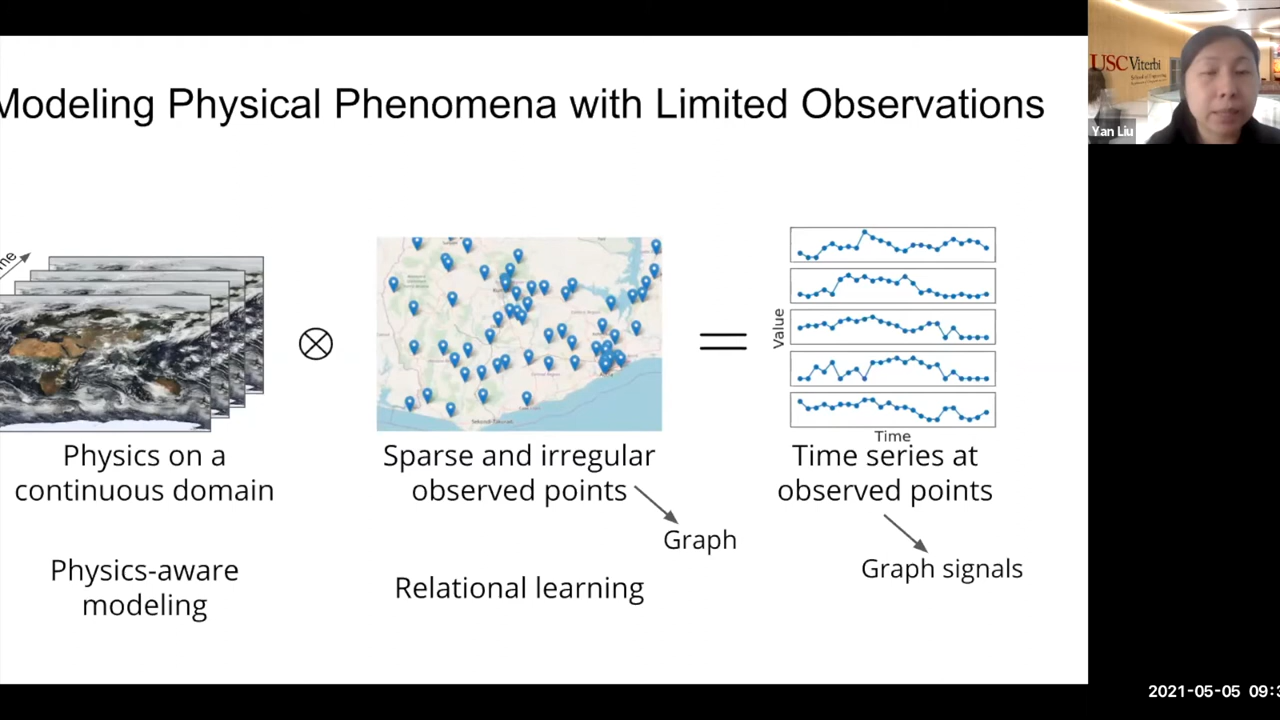 Modeling Physical Phenomena with Limited Observations
USC Viterbi
Yan Liu
Value
Time
Physics on a
continuous domain
Sparse and irregular
observed points
Time series at
observed points
Graph
Graph signals
Physics-aware
modeling
Relational learning
2021-05-05 09:3